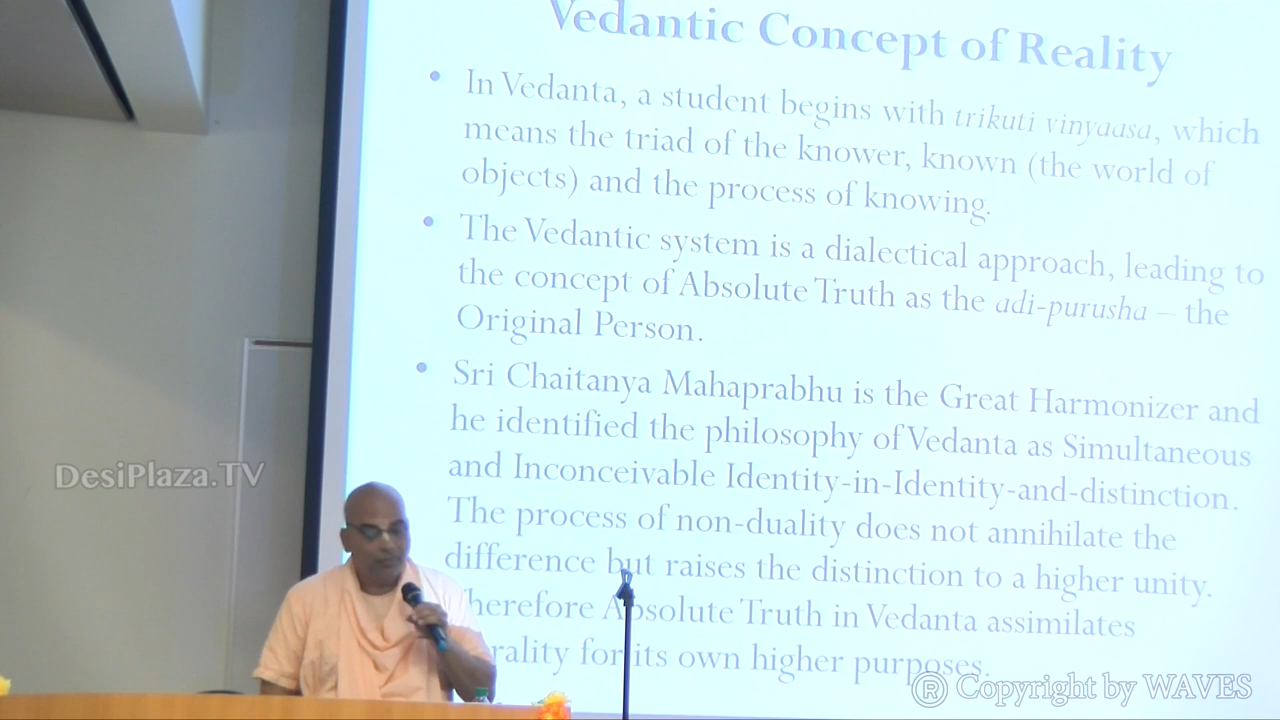 Vedantic Concept of Reality
• In Vedanta, a student begins with trikuti vinyaasa, which
means the triad of the knower, known (the world of
objects) and the process of knowing.
• The Vedantic system is a dialectical approach, leading to
the concept of Absolute Truth as the adi-purusha – the
Original Person.
• Sri Chaitanya Mahaprabhu is the Great Harmonizer and
he identified the philosophy of Vedanta as Simultaneous
and Inconceivable Identity-in-Identity-and-distinction.
The process of non-duality does not annihilate the
difference but raises the distinction to a higher unity.
Therefore Absolute Truth in Vedanta assimilates
for its own higher purposes.
DesiPlaza.TV
® Copyright by WAVES